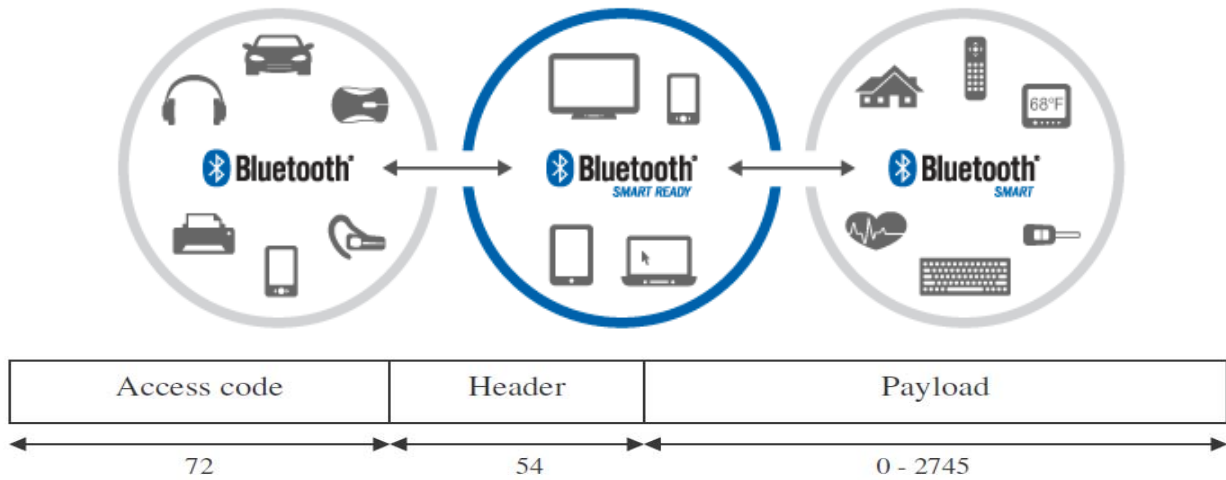 68°F
Bluetooth®
Bluetooth®
SMART READY
Bluetooth®
SMART
Access code
Header
Payload
72
54
0 - 2745